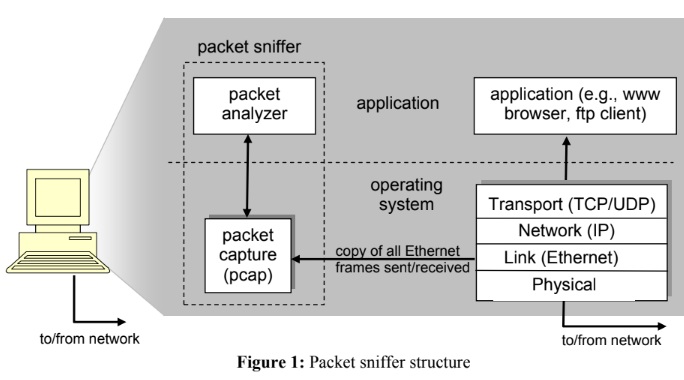 packet sniffer
packet
analyzer
application
application (e.g., www
browser, ftp client)
operating
system
packet
capture
(pcap)
copy of all Ethernet
frames sent/received
Transport (TCP/UDP)
Network (IP)
Link (Ethernet)
Physical
to/from network
to/from network
Figure 1: Packet sniffer structure